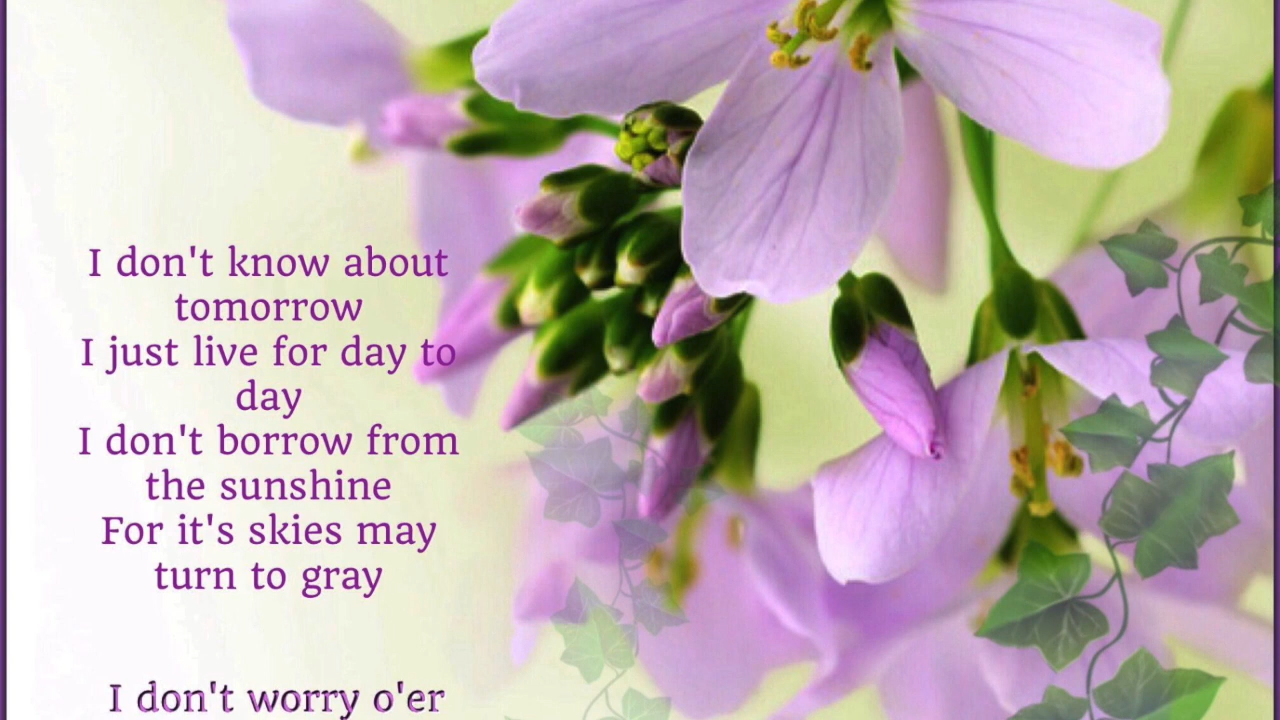 I don't know about
tomorrow
I just live for day to
day
I don't borrow from
the sunshine
For it's skies may
turn to gray
I don't worry o'er